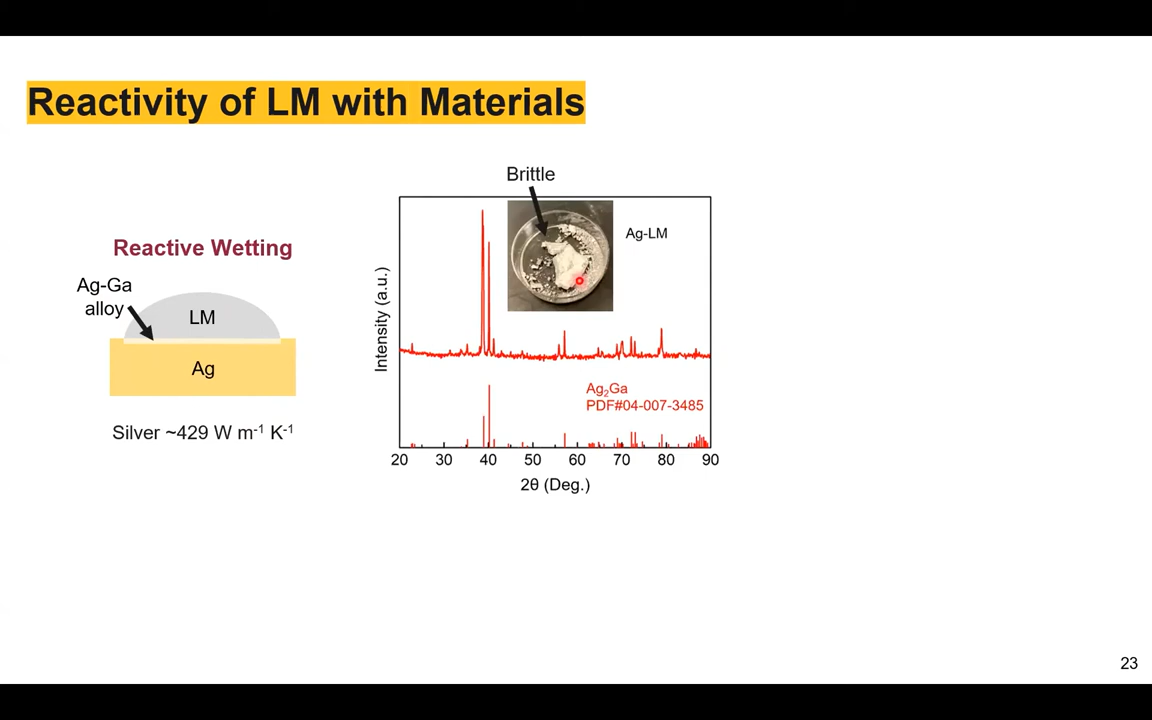 Reactivity of LM with Materials
Reactive Wetting
Ag-Ga
alloy
LM
Ag
Silver ~429 W m⁻¹ K⁻¹
Brittle
Ag-LM
Intensity (a.u.)
Ag₂Ga
PDF#04-007-3485
20 30 40 50 60 70 80 90
2θ (Deg.)
23